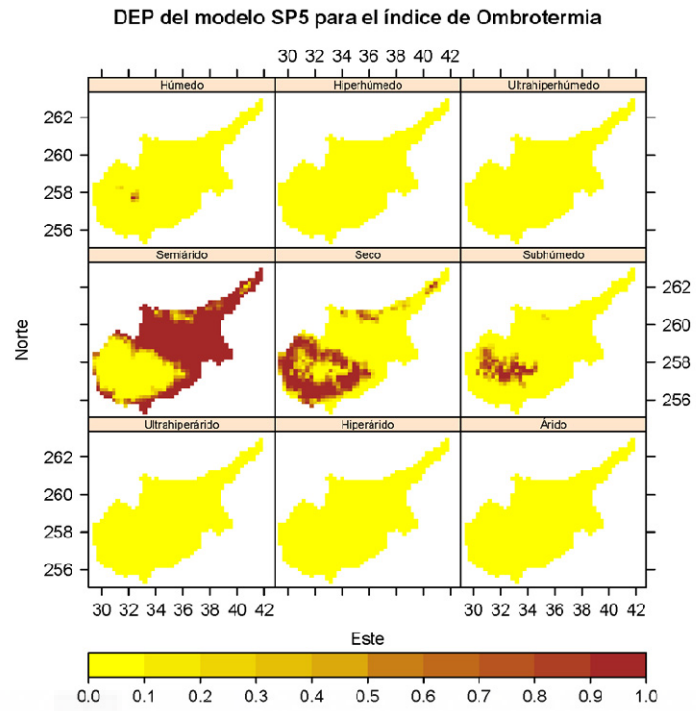 DEP del modelo SP5 para el índice de Ombrotermia
30 32 34 36 38 40 42
Húmedo Hiperhúmedo Ultrahiperhúmedo
262
260
258
256
Semiárido Seco Subhúmedo
262
260
258
256
Norte
Ultrahiperárido Hiperárido Árido
262
260
258
256
30 32 34 36 38 40 42 30 32 34 36 38 40 42
Este
0.0 0.1 0.2 0.3 0.4 0.5 0.6 0.7 0.8 0.9 1.0